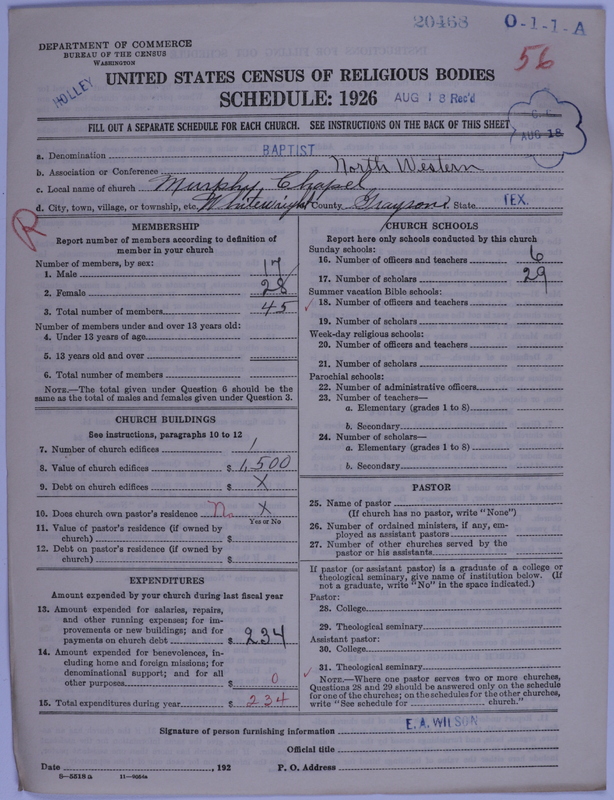 20468 O-1-1-A
DEPARTMENT OF COMMERCE
BUREAU OF THE CENSUS
WASHINGTON
56
HOLLEY
UNITED STATES CENSUS OF RELIGIOUS BODIES
SCHEDULE: 1926 AUG 18 Rec'd
FILL OUT A SEPARATE SCHEDULE FOR EACH CHURCH. SEE INSTRUCTIONS ON THE BACK OF THIS SHEET
AUG 18
a. Denomination BAPTIST
b. Association or Conference North Western
c. Local name of church Murphy Chapel
d. City, town, village, or township, etc. Whitewright County Grayson State TEX.
R
MEMBERSHIP
Report number of members according to definition of
member in your church
Number of members, by sex:
1. Male 17
2. Female 28
3. Total number of members 45
Number of members under and over 13 years old:
4. Under 13 years of age
5. 13 years old and over
6. Total number of members
NOTE.—The total given under Question 6 should be the
same as the total of males and females given under Question 3.
CHURCH BUILDINGS
See instructions, paragraphs 10 to 12
7. Number of church edifices 1
8. Value of church edifices $ 1,500
9. Debt on church edifices $ X
10. Does church own pastor's residence No X
Yes or No
11. Value of pastor's residence (if owned by
church) $
12. Debt on pastor's residence (if owned by
church) $
EXPENDITURES
Amount expended by your church during last fiscal year
13. Amount expended for salaries, repairs,
and other running expenses; for im-
provements or new buildings; and for
payments on church debt $ 234
14. Amount expended for benevolences, in-
cluding home and foreign missions; for
denominational support; and for all
other purposes $ 0
15. Total expenditures during year $ 234
CHURCH SCHOOLS
Report here only schools conducted by this church
Sunday schools:
16. Number of officers and teachers 6
17. Number of scholars 29
Summer vacation Bible schools:
18. Number of officers and teachers
19. Number of scholars
Week-day religious schools:
20. Number of officers and teachers
21. Number of scholars
Parochial schools:
22. Number of administrative officers
23. Number of teachers—
a. Elementary (grades 1 to 8)
b. Secondary
24. Number of scholars—
a. Elementary (grades 1 to 8)
b. Secondary
PASTOR
25. Name of pastor
(If church has no pastor, write "None")
26. Number of ordained ministers, if any, em-
ployed as assistant pastors
27. Number of other churches served by the
pastor or his assistants
If pastor (or assistant pastor) is a graduate of a college or
theological seminary, give name of institution below. (If
not a graduate, write "No" in the space indicated.)
Pastor:
28. College
29. Theological seminary
Assistant pastor:
30. College
31. Theological seminary
NOTE.—Where one pastor serves two or more churches,
Questions 28 and 29 should be answered only on the schedule
for one of the churches; on the schedules for the other churches,
write "See schedule for church."
Signature of person furnishing information E.A. WILSON
Official title
Date , 192 P. O. Address
8-5518a 11-9084a